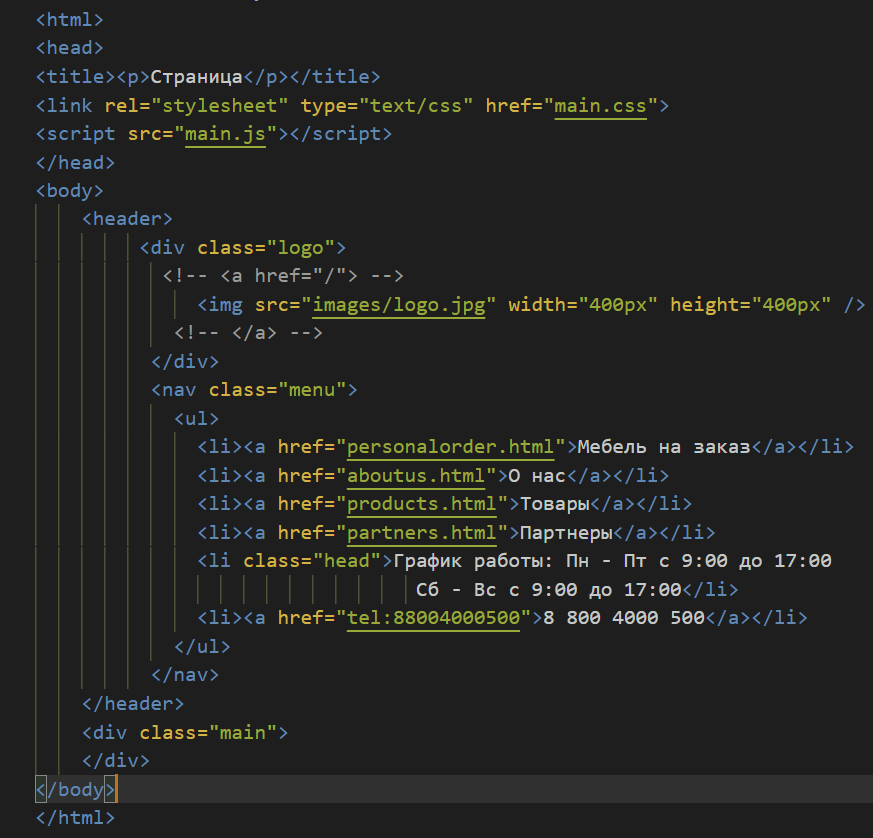 <html>
<head>
<title><p>Страница</p></title>
<link rel="stylesheet" type="text/css" href="main.css">
<script src="main.js"></script>
</head>
<body>
<header>
<div class="logo">
<!-- <a href="/"> -->
<img src="images/logo.jpg" width="400px" height="400px" />
<!-- </a> -->
</div>
<nav class="menu">
<ul>
<li><a href="personalorder.html">Мебель на заказ</a></li>
<li><a href="aboutus.html">О нас</a></li>
<li><a href="products.html">Товары</a></li>
<li><a href="partners.html">Партнеры</a></li>
<li class="head">График работы: Пн - Пт с 9:00 до 17:00
Сб - Вс с 9:00 до 17:00</li>
<li><a href="tel:88004000500">8 800 4000 500</a></li>
</ul>
</nav>
</header>
<div class="main">
</div>
</body>
</html>